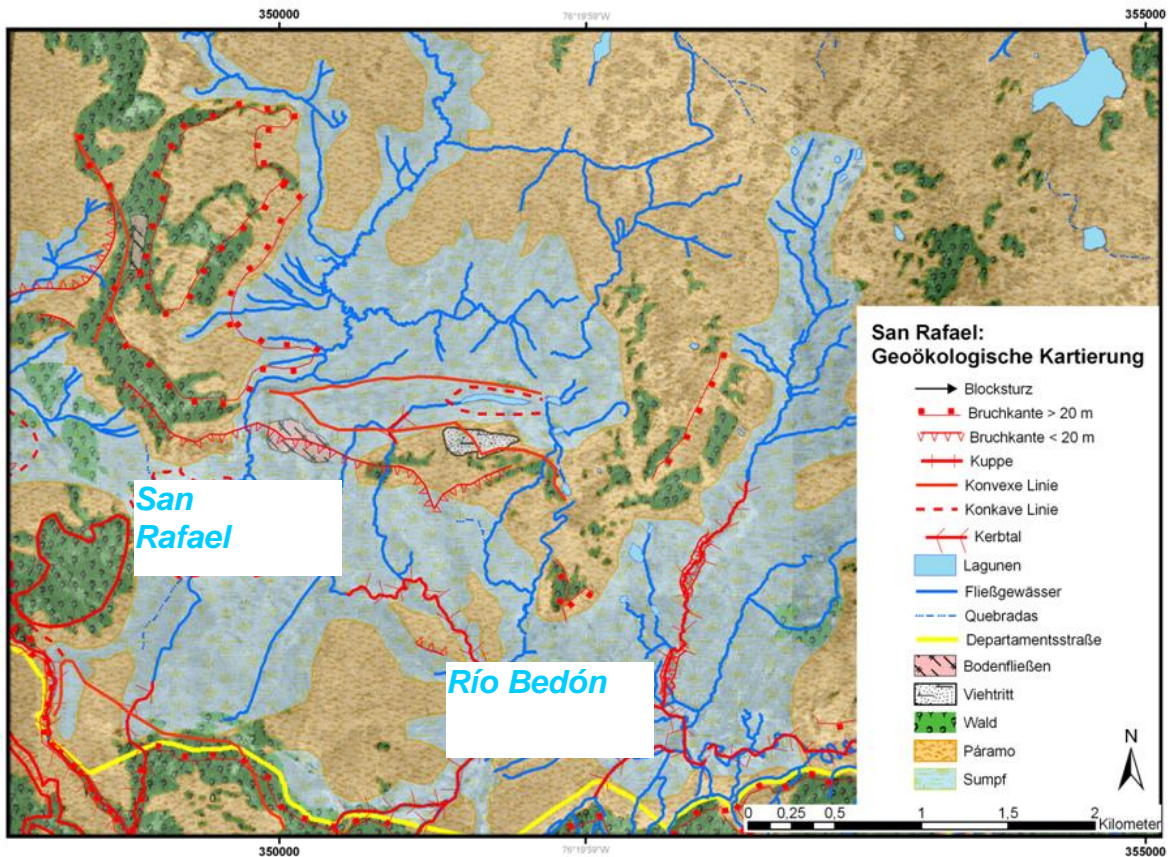 350000
76°19'59"W
355000
San Rafael:
Geoökologische Kartierung
Blocksturz
Bruchkante > 20 m
Bruchkante < 20 m
Kuppe
Konvexe Linie
Konkave Linie
Kerbtal
Lagunen
Fließgewässer
Quebradas
Departamentsstraße
Bodenfließen
Viehtritt
Wald
Páramo
Sumpf
San
Rafael
Río Bedón
N
0 0,25 0,5 1 1,5 2
Kilometer
350000
76°19'59"W
355000